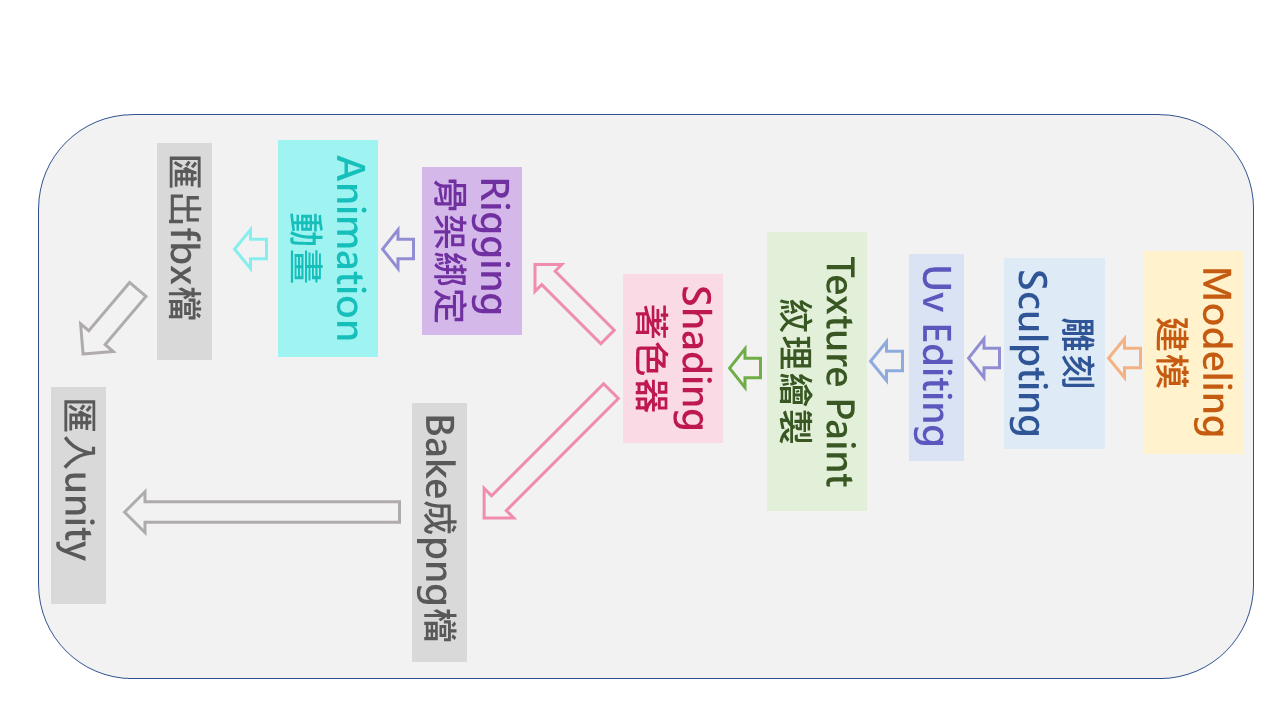 Modeling
建模
雕刻
Sculpting
Uv Editing
Texture Paint
紋理繪製
Shading
著色器
Rigging
骨架綁定
Animation
動畫
匯出fbx檔
Bake成png檔
匯入unity